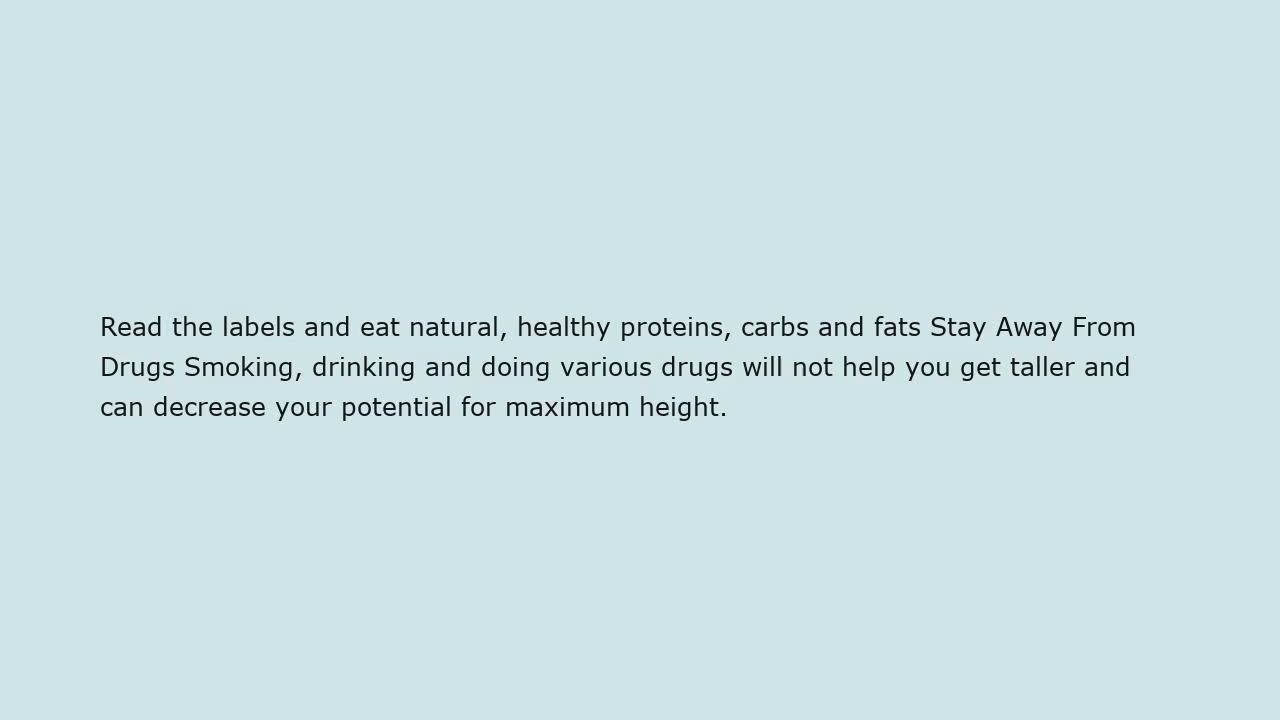 Read the labels and eat natural, healthy proteins, carbs and fats Stay Away From
Drugs Smoking, drinking and doing various drugs will not help you get taller and
can decrease your potential for maximum height.